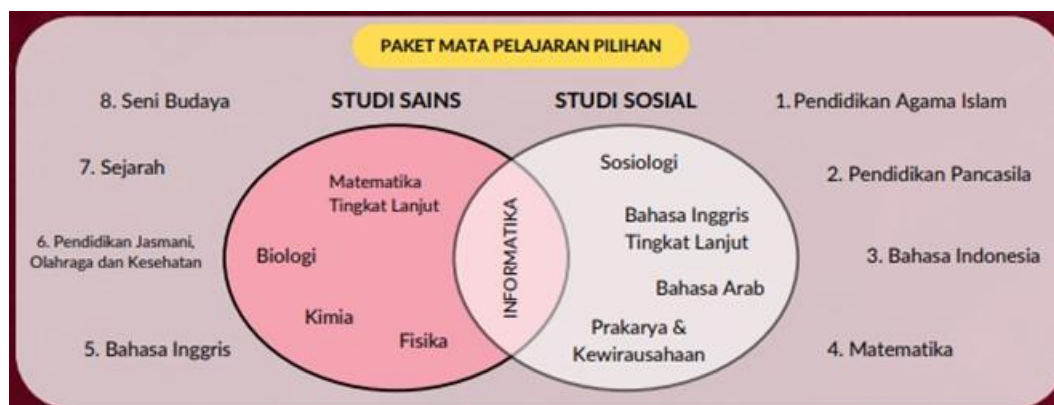 PAKET MATA PELAJARAN PILIHAN
STUDI SAINS
STUDI SOSIAL
8. Seni Budaya
7. Sejarah
6. Pendidikan Jasmani,
Olahraga dan Kesehatan
5. Bahasa Inggris
Matematika
Tingkat Lanjut
Biologi
Kimia
Fisika
INFORMATIKA
Sosiologi
Bahasa Inggris
Tingkat Lanjut
Bahasa Arab
Prakarya &
Kewirausahaan
1. Pendidikan Agama Islam
2. Pendidikan Pancasila
3. Bahasa Indonesia
4. Matematika